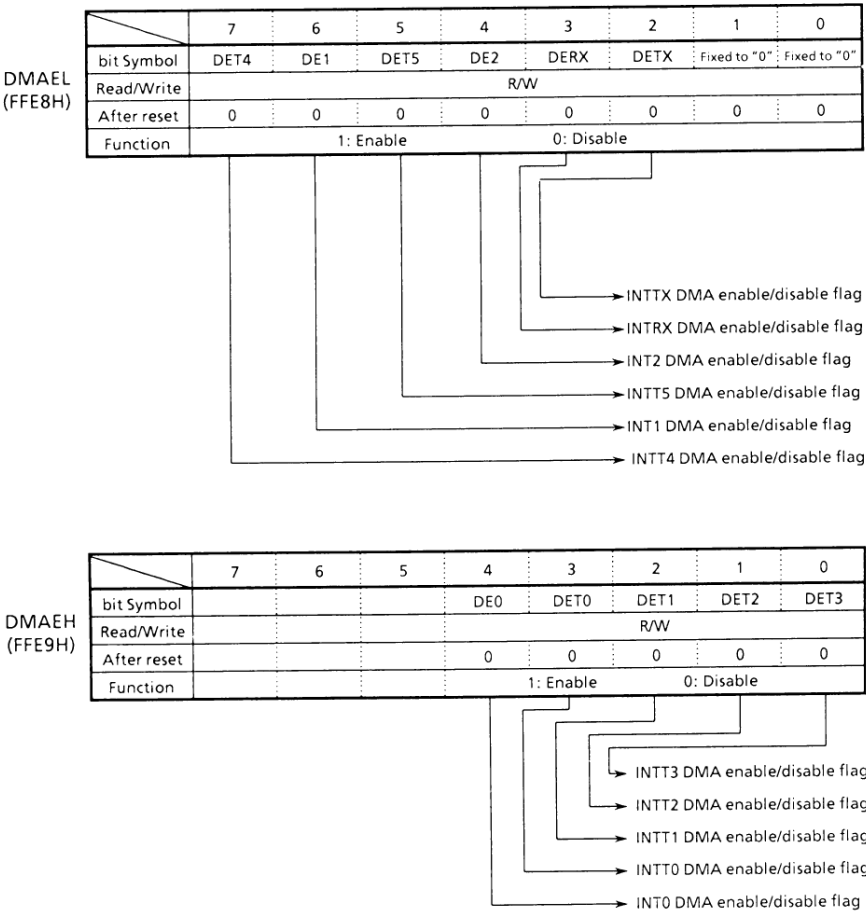 7 6 5 4 3 2 1 0
bit Symbol DET4 DE1 DET5 DE2 DERX DETX Fixed to "0" Fixed to "0"
DMAEL
Read/Write R/W
(FFE8H)
After reset 0 0 0 0 0 0 0 0
Function 1: Enable 0: Disable
INTTX DMA enable/disable flag
INTRX DMA enable/disable flag
INT2 DMA enable/disable flag
INTT5 DMA enable/disable flag
INT1 DMA enable/disable flag
INTT4 DMA enable/disable flag
7 6 5 4 3 2 1 0
bit Symbol DE0 DET0 DET1 DET2 DET3
DMAEH
Read/Write R/W
(FFE9H)
After reset 0 0 0 0 0
Function 1: Enable 0: Disable
INTT3 DMA enable/disable flag
INTT2 DMA enable/disable flag
INTT1 DMA enable/disable flag
INTT0 DMA enable/disable flag
INT0 DMA enable/disable flag